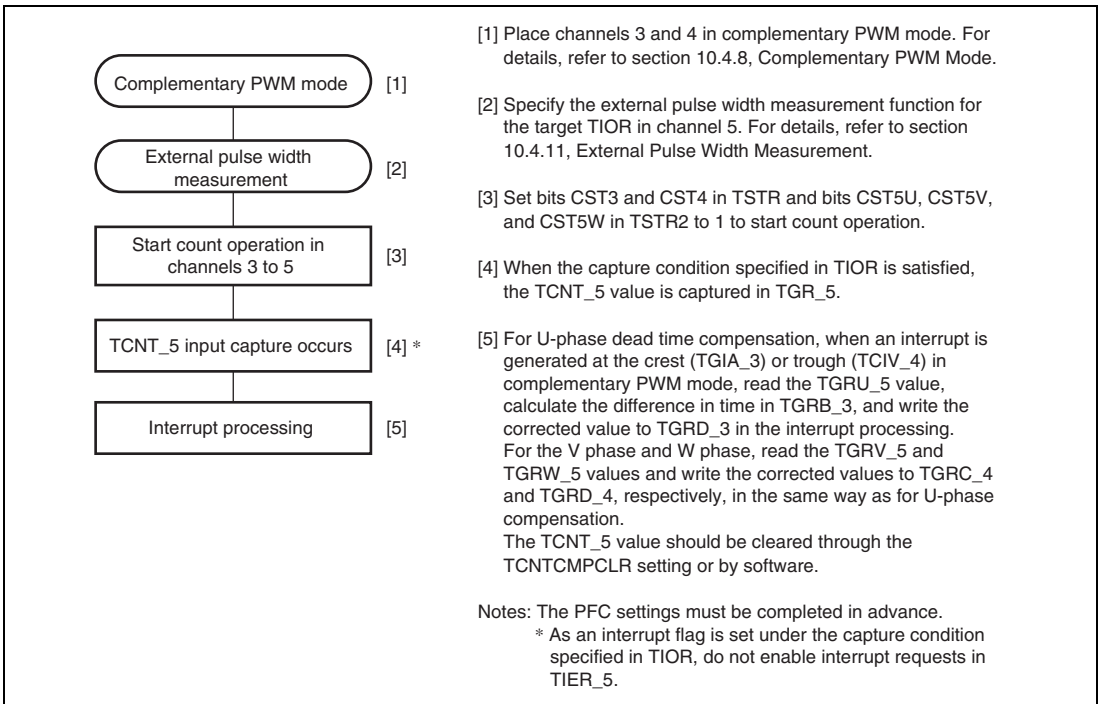 Complementary PWM mode
[1]
External pulse width
measurement
[2]
Start count operation in
channels 3 to 5
[3]
TCNT_5 input capture occurs
[4] *
Interrupt processing
[5]
[1] Place channels 3 and 4 in complementary PWM mode. For
details, refer to section 10.4.8, Complementary PWM Mode.
[2] Specify the external pulse width measurement function for
the target TIOR in channel 5. For details, refer to section
10.4.11, External Pulse Width Measurement.
[3] Set bits CST3 and CST4 in TSTR and bits CST5U, CST5V,
and CST5W in TSTR2 to 1 to start count operation.
[4] When the capture condition specified in TIOR is satisfied,
the TCNT_5 value is captured in TGR_5.
[5] For U-phase dead time compensation, when an interrupt is
generated at the crest (TGIA_3) or trough (TCIV_4) in
complementary PWM mode, read the TGRU_5 value,
calculate the difference in time in TGRB_3, and write the
corrected value to TGRD_3 in the interrupt processing.
For the V phase and W phase, read the TGRV_5 and
TGRW_5 values and write the corrected values to TGRC_4
and TGRD_4, respectively, in the same way as for U-phase
compensation.
The TCNT_5 value should be cleared through the
TCNTCMPCLR setting or by software.
Notes: The PFC settings must be completed in advance.
* As an interrupt flag is set under the capture condition
specified in TIOR, do not enable interrupt requests in
TIER_5.